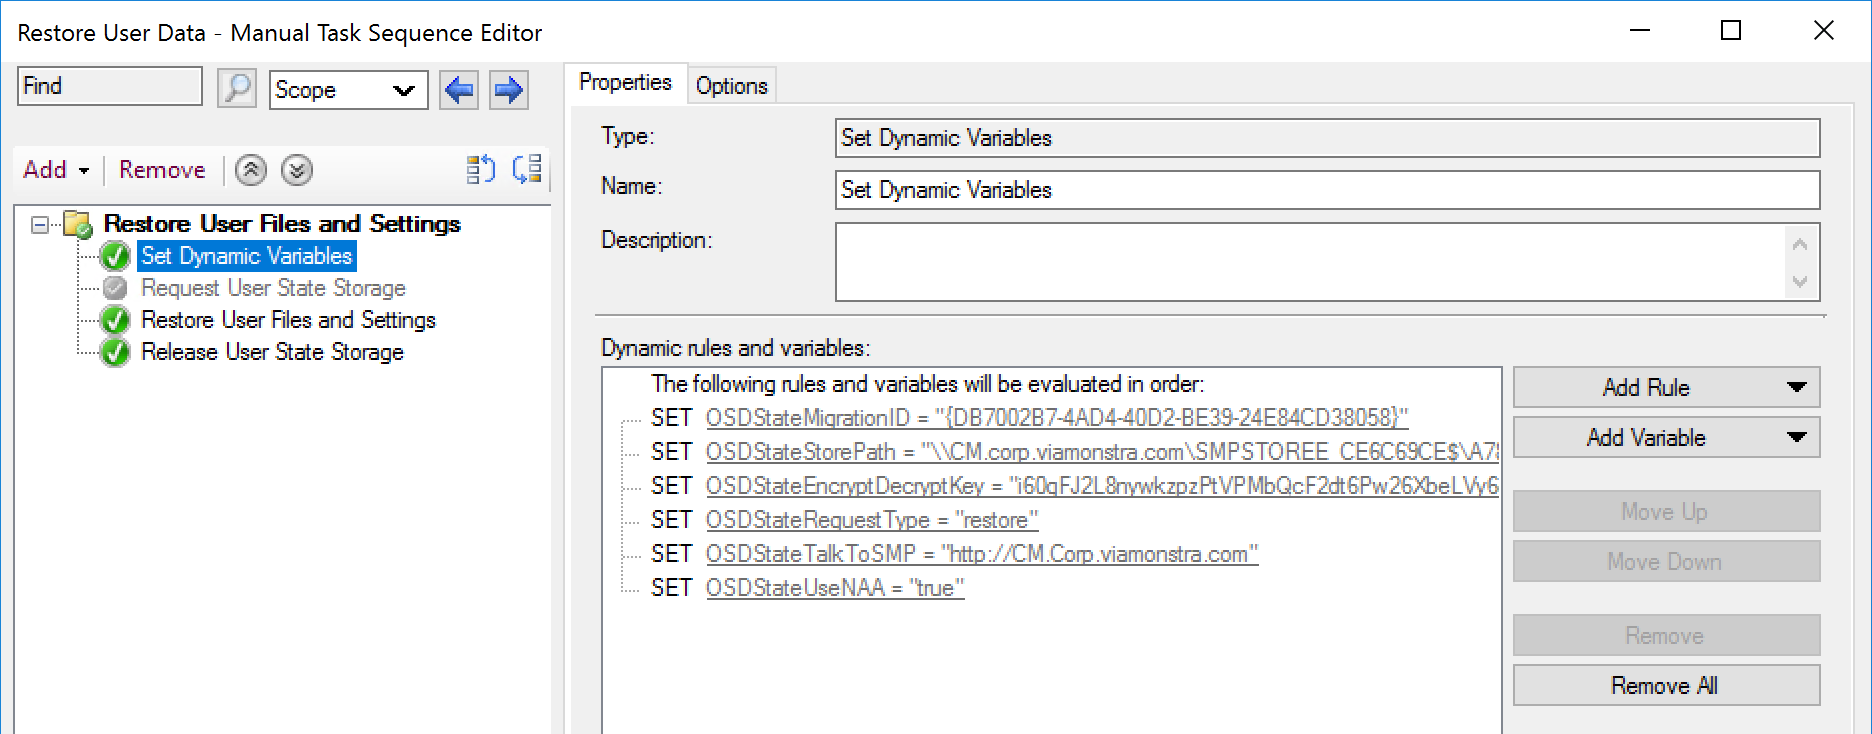 Restore User Data - Manual Task Sequence Editor
Find
Scope
Add
Remove
Restore User Files and Settings
Set Dynamic Variables
Request User State Storage
Restore User Files and Settings
Release User State Storage
Properties
Options
Type:
Set Dynamic Variables
Name:
Set Dynamic Variables
Description:
Dynamic rules and variables:
The following rules and variables will be evaluated in order:
SET OSDStateMigrationID = "{DB7002B7-4AD4-40D2-BE39-24E84CD38058}"
SET OSDStateStorePath = "\\CM.corp.viamonstra.com\SMPSTOREE_CE6C69CE$\A78
SET OSDStateEncryptDecryptKey = "i60qFJ2L8nywkzpzPtVPMbQcF2dt6Pw26XbeLVy6
SET OSDStateRequestType = "restore"
SET OSDStateTalkToSMP = "http://CM.Corp.viamonstra.com"
SET OSDStateUseNAA = "true"
Add Rule
Add Variable
Move Up
Move Down
Remove
Remove All